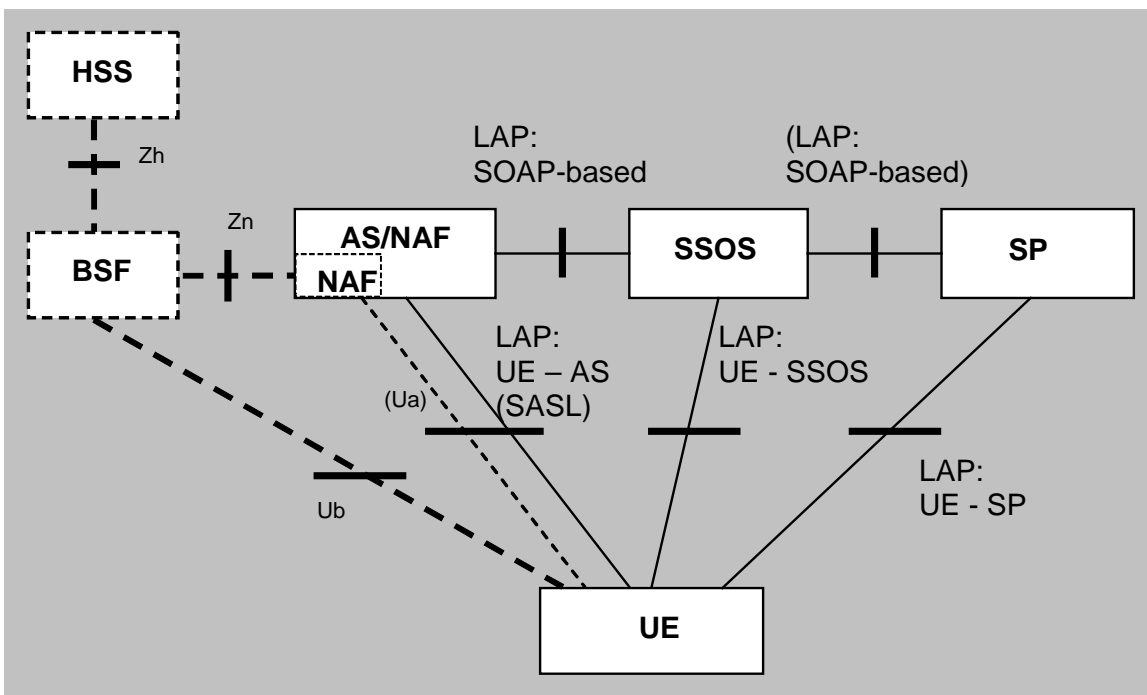 HSS
Zh
LAP:
SOAP-based
(LAP:
SOAP-based)
Zn
BSF
AS/NAF
NAF
SSOS
SP
LAP:
UE – AS
(SASL)
LAP:
UE - SSOS
(Ua)
LAP:
UE - SP
Ub
UE